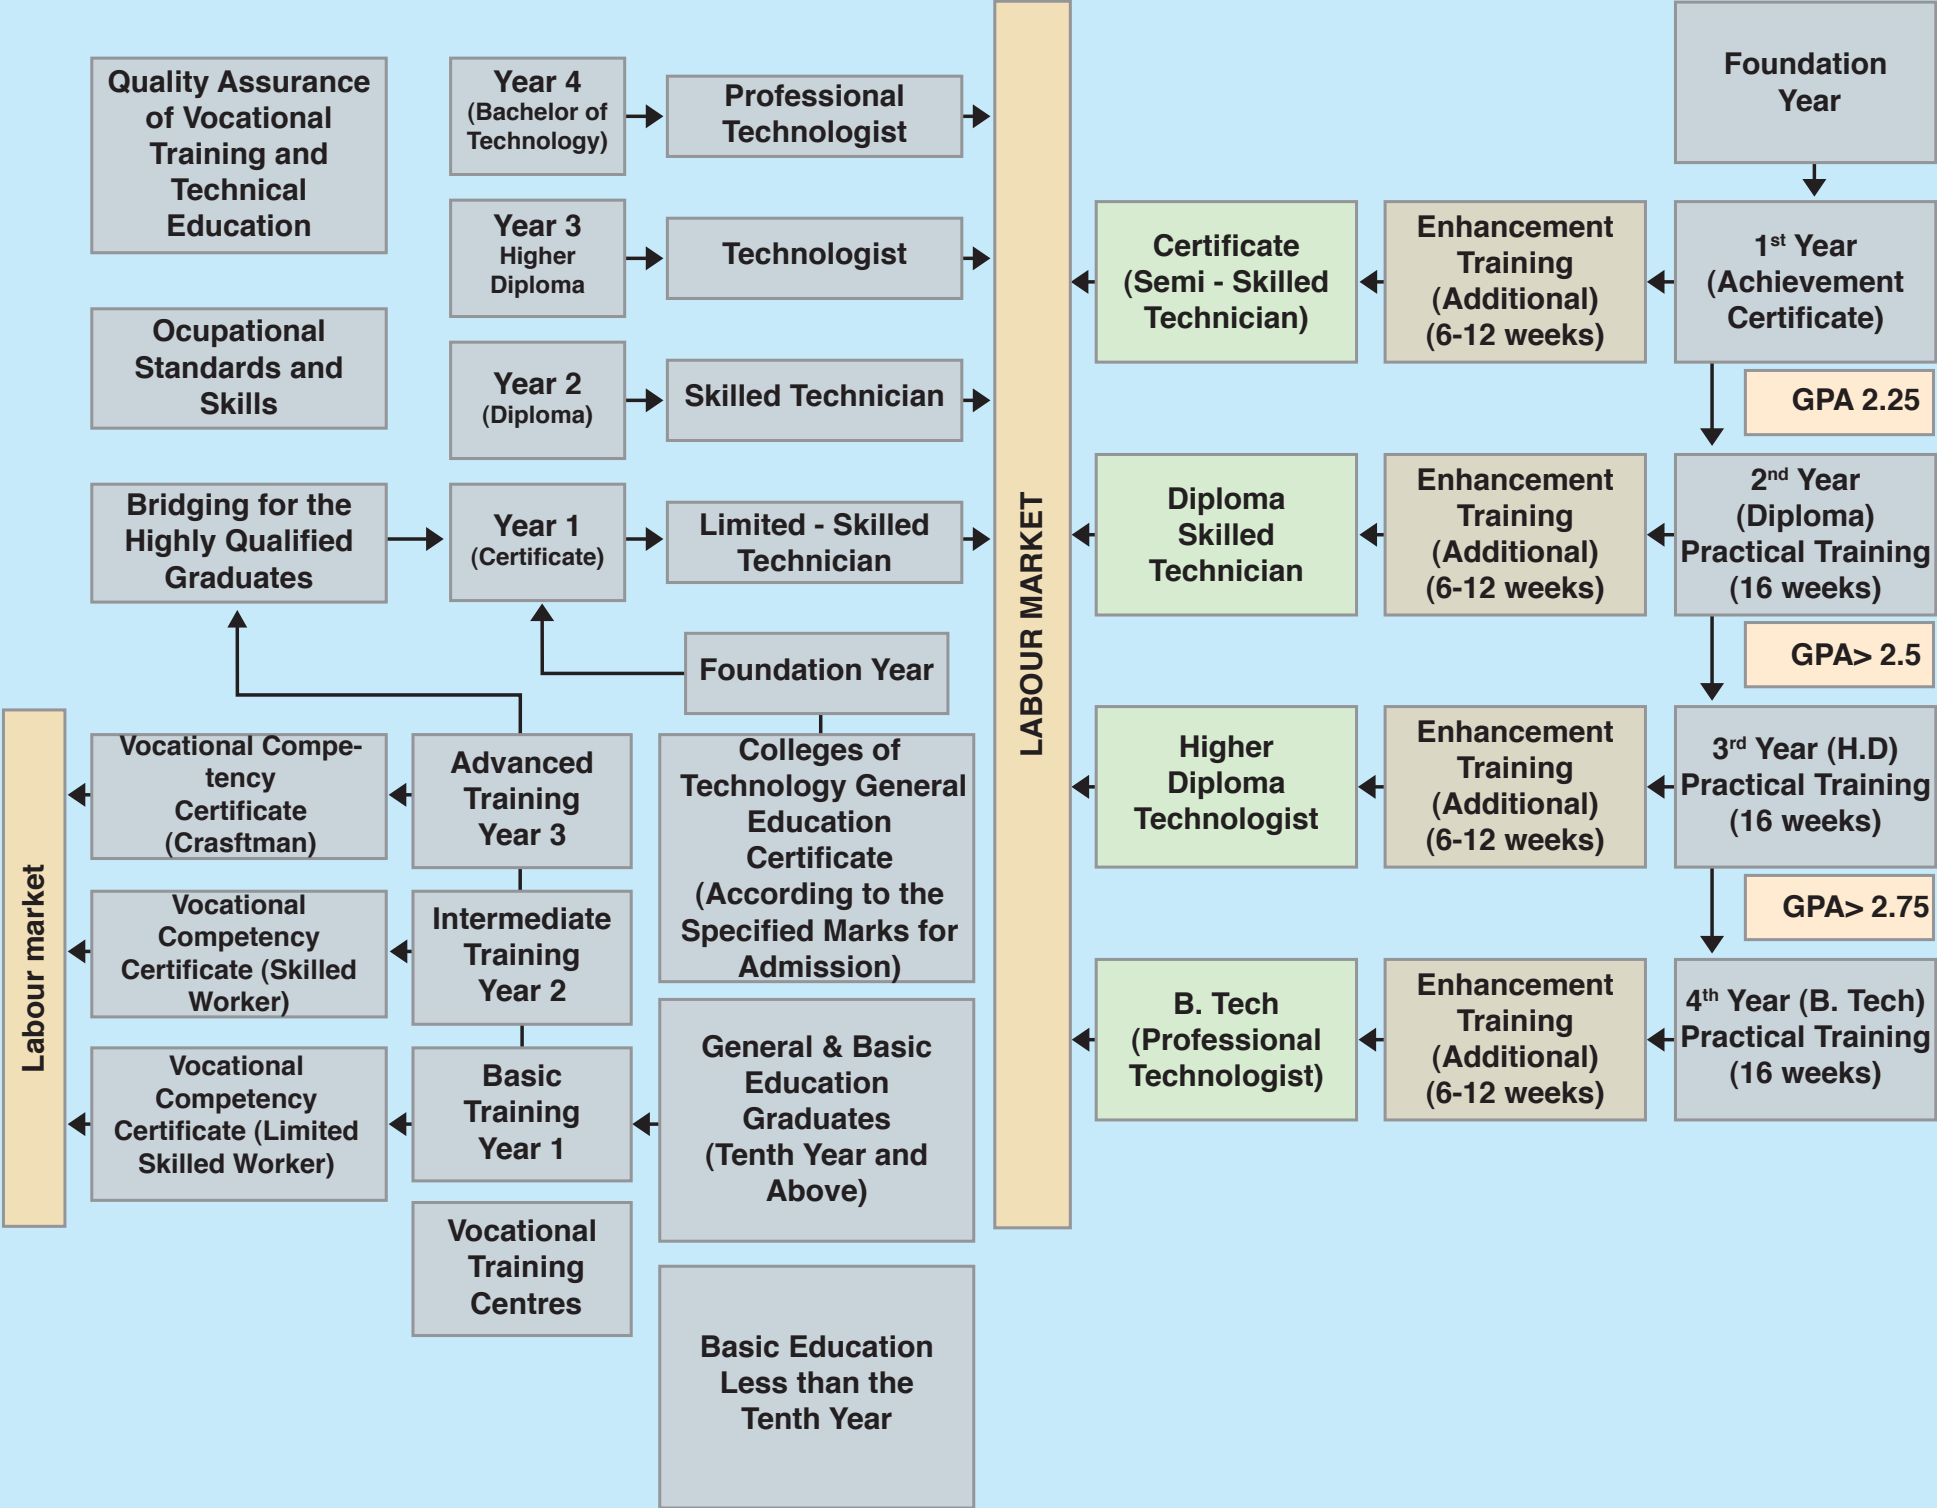 Quality Assurance
of Vocational
Training and
Technical
Education
Ocupational
Standards and
Skills
Bridging for the
Highly Qualified
Graduates
Year 4
(Bachelor of
Technology)
Professional
Technologist
Year 3
Higher
Diploma
Technologist
Year 2
(Diploma)
Skilled Technician
Year 1
(Certificate)
Limited - Skilled
Technician
Foundation Year
Labour market
Vocational Compe-
tency
Certificate
(Crasftman)
Advanced
Training
Year 3
Vocational
Competency
Certificate (Skilled
Worker)
Intermediate
Training
Year 2
Vocational
Competency
Certificate (Limited
Skilled Worker)
Basic
Training
Year 1
Vocational
Training
Centres
Colleges of
Technology General
Education
Certificate
(According to the
Specified Marks for
Admission)
General & Basic
Education
Graduates
(Tenth Year and
Above)
Basic Education
Less than the
Tenth Year
LABOUR MARKET
Foundation
Year
Certificate
(Semi - Skilled
Technician)
Enhancement
Training
(Additional)
(6-12 weeks)
1st Year
(Achievement
Certificate)
GPA 2.25
Diploma
Skilled
Technician
Enhancement
Training
(Additional)
(6-12 weeks)
2nd Year
(Diploma)
Practical Training
(16 weeks)
GPA> 2.5
Higher
Diploma
Technologist
Enhancement
Training
(Additional)
(6-12 weeks)
3rd Year (H.D)
Practical Training
(16 weeks)
GPA> 2.75
B. Tech
(Professional
Technologist)
Enhancement
Training
(Additional)
(6-12 weeks)
4th Year (B. Tech)
Practical Training
(16 weeks)